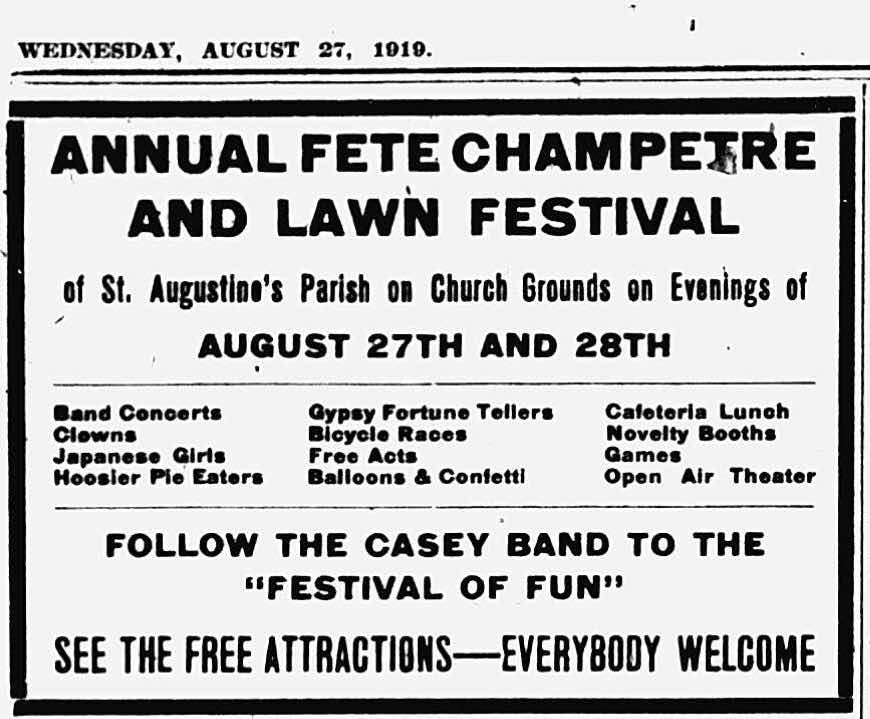 WEDNESDAY, AUGUST 27, 1919.
ANNUAL FETE CHAMPETRE
AND LAWN FESTIVAL
of St. Augustine's Parish on Church Grounds on Evenings of
AUGUST 27TH AND 28TH
Band Concerts
Clowns
Japanese Girls
Hoosier Pie Eaters
Gypsy Fortune Tellers
Bicycle Races
Free Acts
Balloons & Confetti
Cafeteria Lunch
Novelty Booths
Games
Open Air Theater
FOLLOW THE CASEY BAND TO THE
"FESTIVAL OF FUN"
SEE THE FREE ATTRACTIONS—EVERYBODY WELCOME